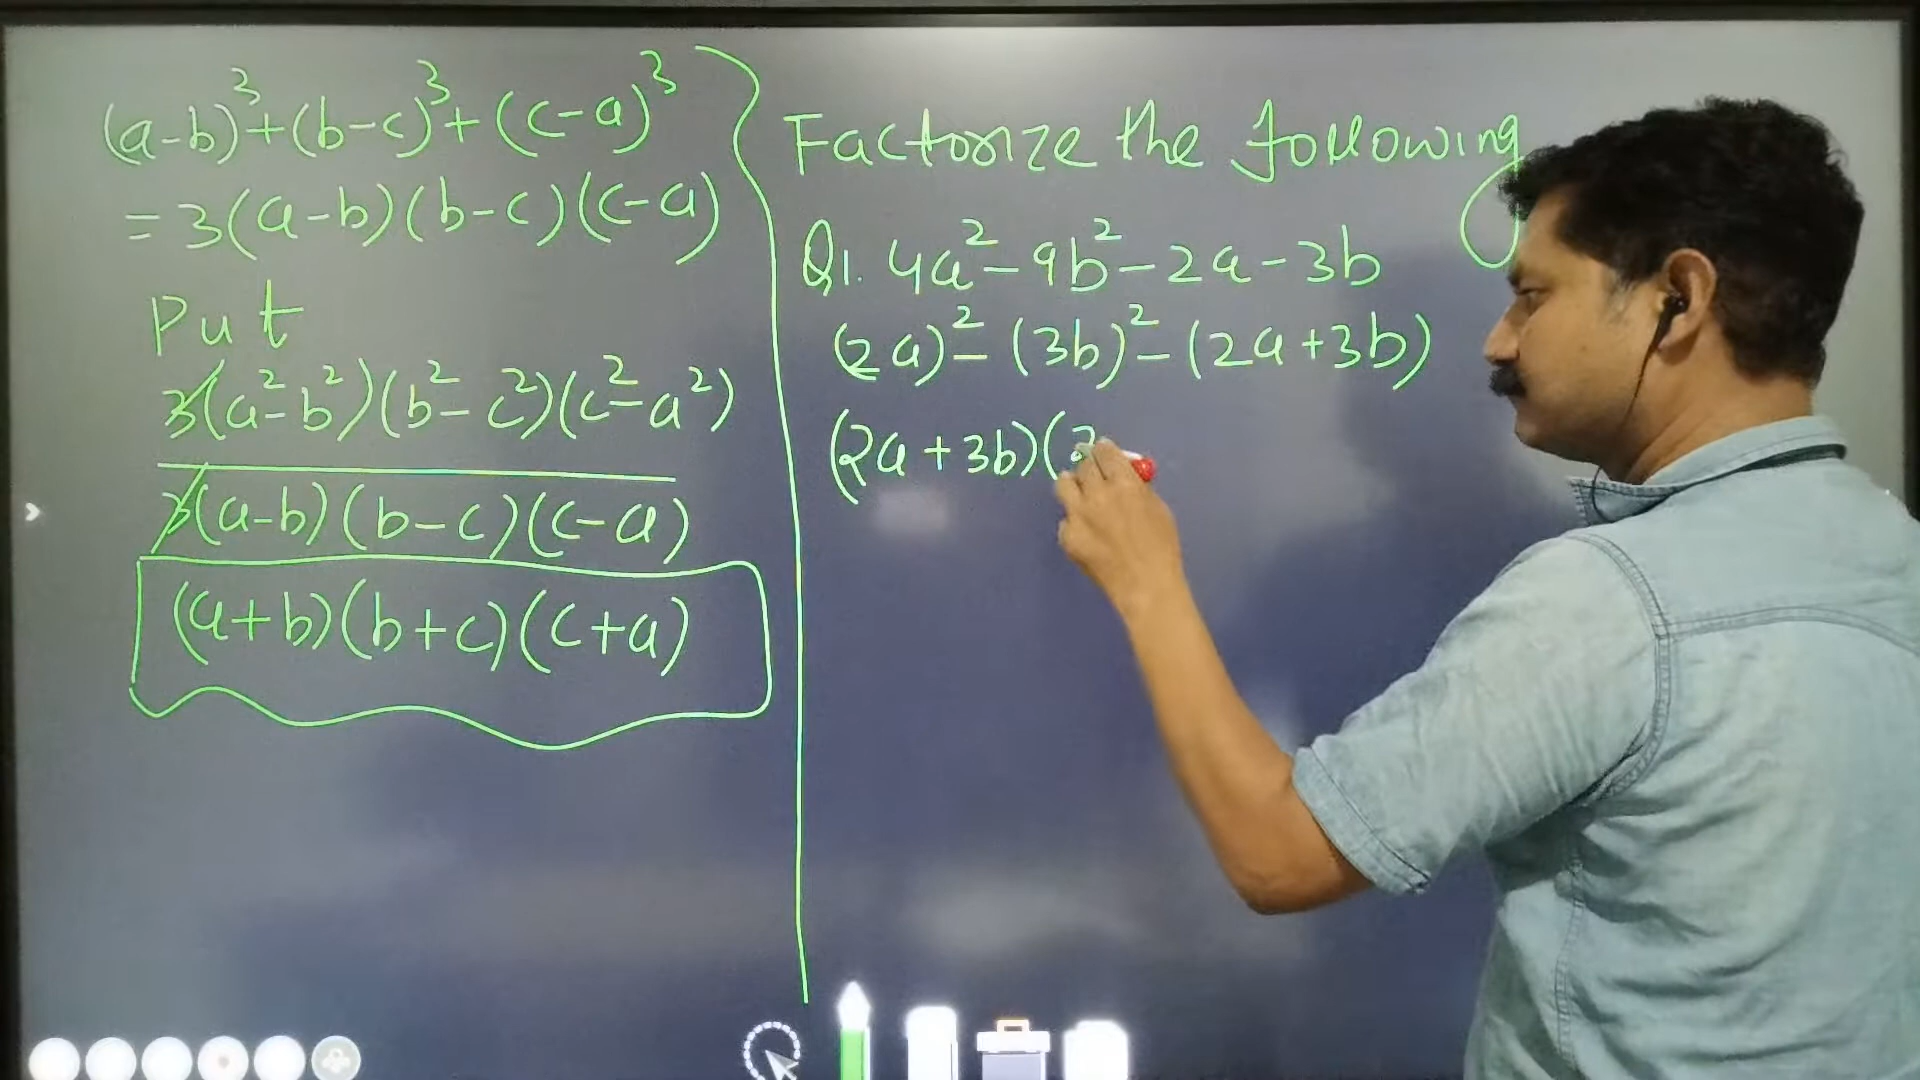 (a-b)³+(b-c)³+(c-a)³
=3(a-b)(b-c)(c-a)
Put
3(a²-b²)(b²-c²)(c²-a²)
3(a-b)(b-c)(c-a)
(a+b)(b+c)(c+a)
Factorize the following
Q1. 4a²-9b²-2a-3b
(2a)²-(3b)²-(2a+3b)
(2a+3b)(2